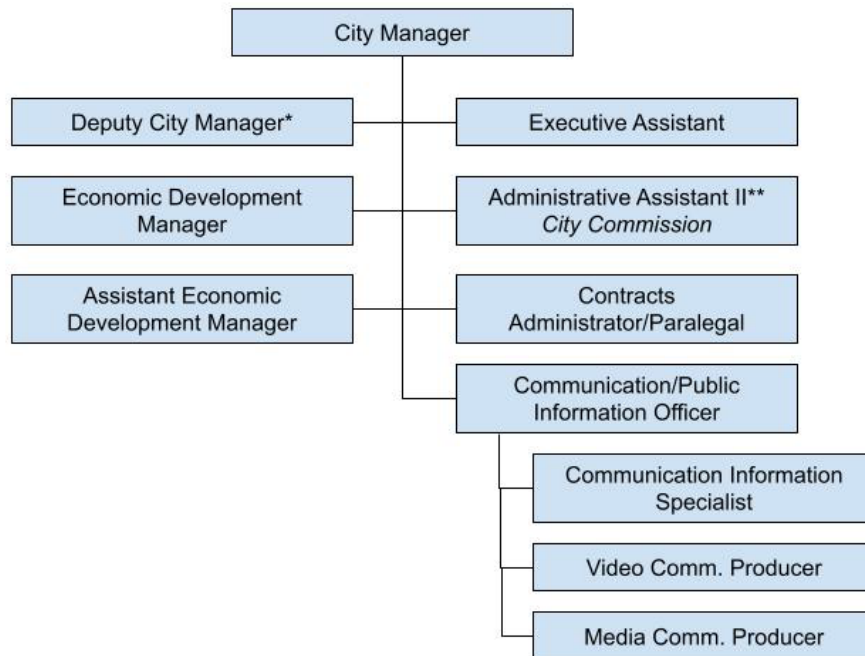 City Manager
Deputy City Manager*
Executive Assistant
Economic Development
Manager
Administrative Assistant II**
City Commission
Assistant Economic
Development Manager
Contracts
Administrator/Paralegal
Communication/Public
Information Officer
Communication Information
Specialist
Video Comm. Producer
Media Comm. Producer